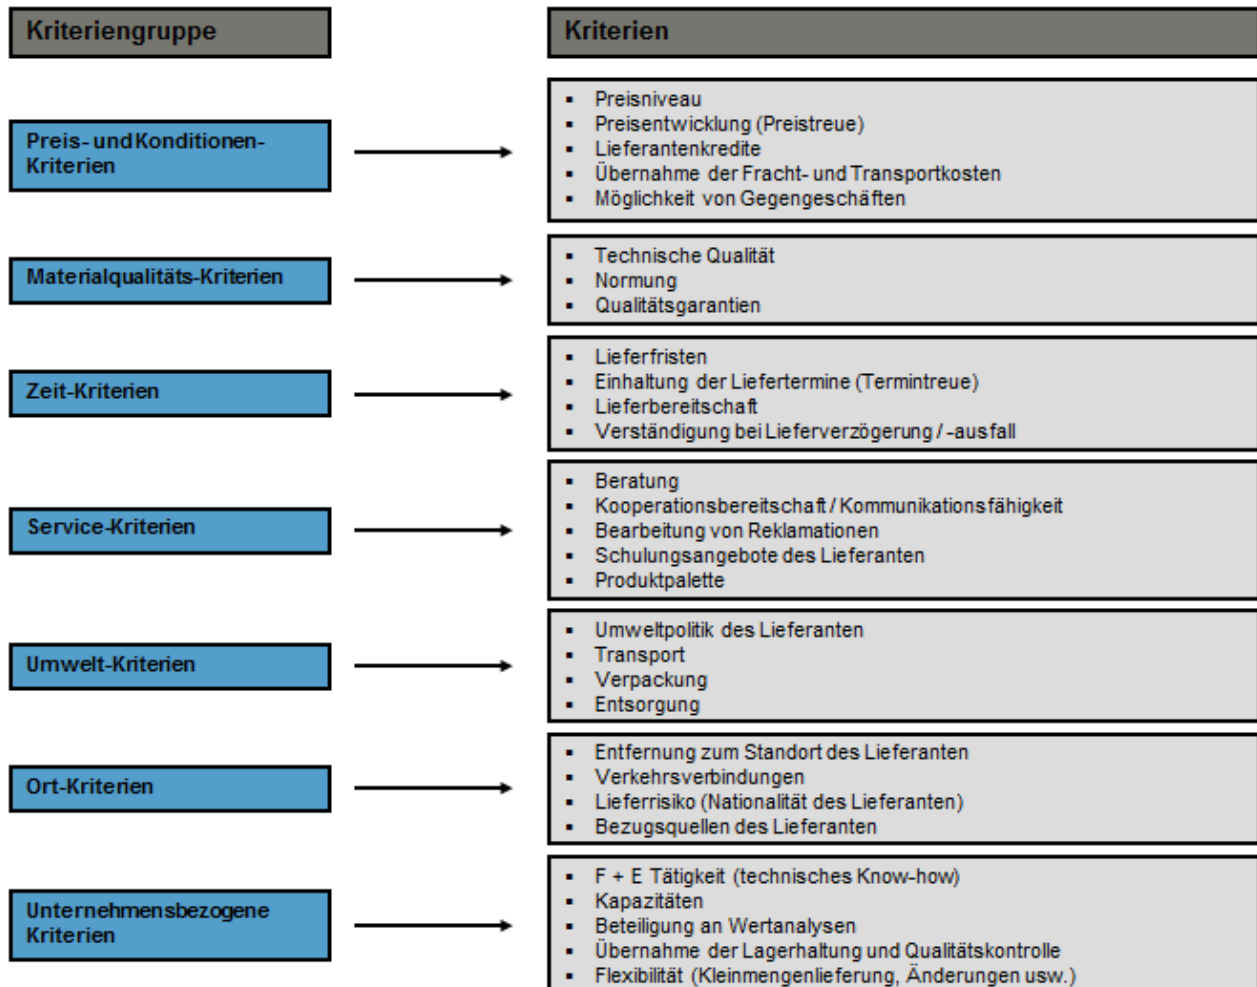 Kriteriengruppe
Kriterien
Preis- und Konditionen-
Kriterien
▪ Preisniveau
▪ Preisentwicklung (Preistreue)
▪ Lieferantenkredite
▪ Übernahme der Fracht- und Transportkosten
▪ Möglichkeit von Gegengeschäften
Materialqualitäts-Kriterien
▪ Technische Qualität
▪ Normung
▪ Qualitätsgarantien
Zeit-Kriterien
▪ Lieferfristen
▪ Einhaltung der Liefertermine (Termintreue)
▪ Lieferbereitschaft
▪ Verständigung bei Lieferverzögerung / -ausfall
Service-Kriterien
▪ Beratung
▪ Kooperationsbereitschaft / Kommunikationsfähigkeit
▪ Bearbeitung von Reklamationen
▪ Schulungsangebote des Lieferanten
▪ Produktpalette
Umwelt-Kriterien
▪ Umweltpolitik des Lieferanten
▪ Transport
▪ Verpackung
▪ Entsorgung
Ort-Kriterien
▪ Entfernung zum Standort des Lieferanten
▪ Verkehrsverbindungen
▪ Lieferrisiko (Nationalität des Lieferanten)
▪ Bezugsquellen des Lieferanten
Unternehmensbezogene
Kriterien
▪ F + E Tätigkeit (technisches Know-how)
▪ Kapazitäten
▪ Beteiligung an Wertanalysen
▪ Übernahme der Lagerhaltung und Qualitätskontrolle
▪ Flexibilität (Kleinmengenlieferung, Änderungen usw.)